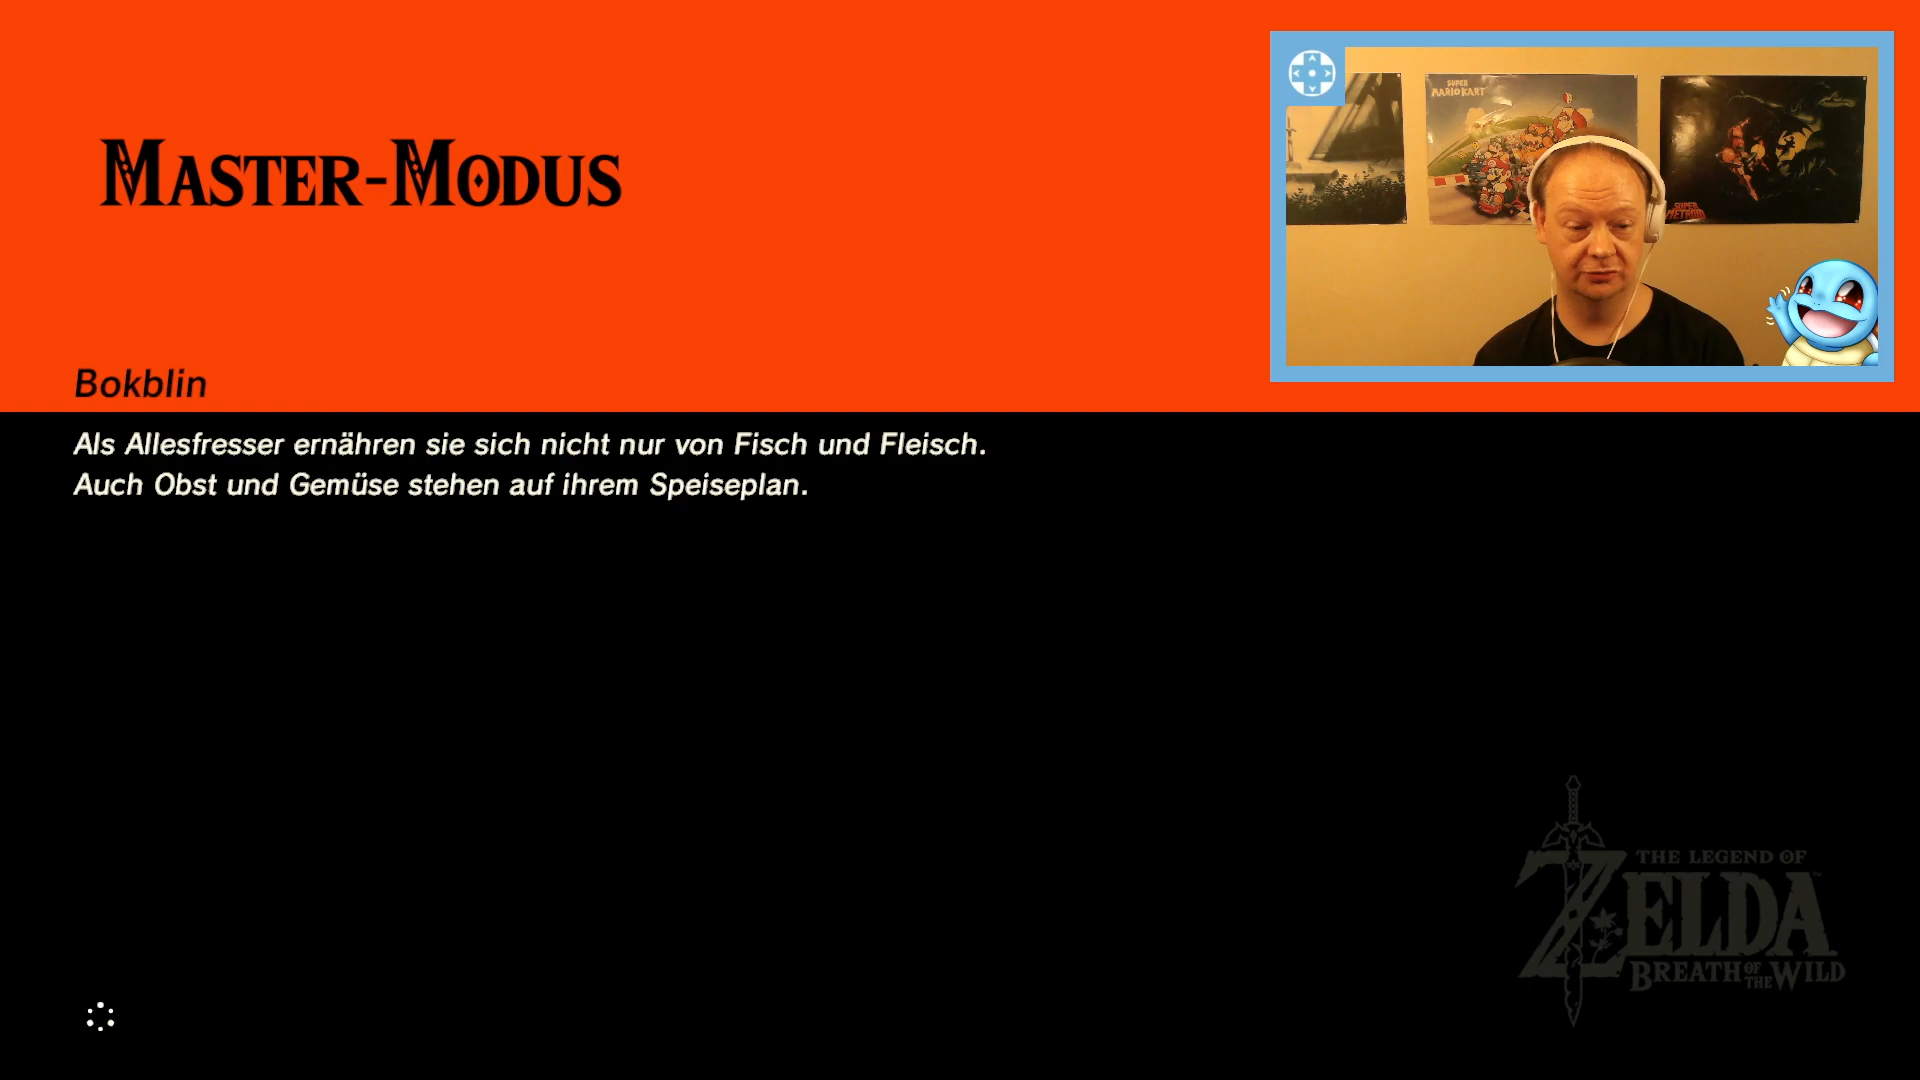 Master-Modus
SUPER
MARIO KART
SUPER
METROID
Bokblin
Als Allesfresser ernähren sie sich nicht nur von Fisch und Fleisch.
Auch Obst und Gemüse stehen auf ihrem Speiseplan.
THE LEGEND OF
ZELDA
BREATH OF THE WILD